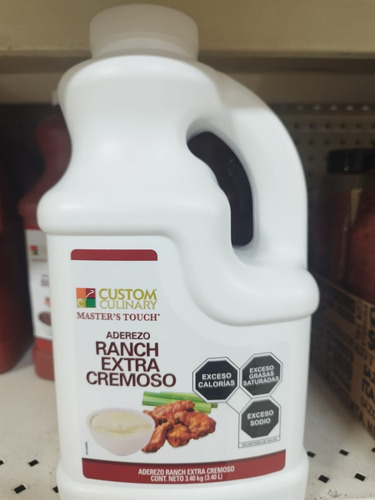 CUSTOM
CULINARY
MASTER'S TOUCH®
ADEREZO
RANCH
EXTRA
CREMOSO
EXCESO
CALORÍAS
EXCESO
GRASAS
SATURADAS
EXCESO
SODIO
ADEREZO RANCH EXTRA CREMOSO
CONT. NETO 3.40 kg (3.40 L)